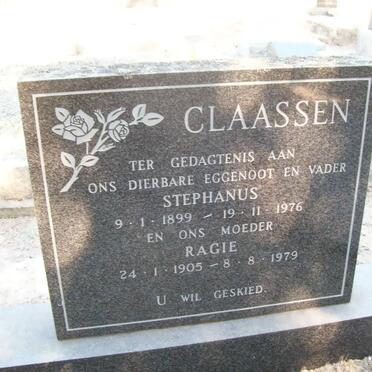 CLAASSEN
TER GEDAGTENIS AAN
ONS DIERBARE EGGENOOT EN VADER
STEPHANUS
9·1·1899 – 19·11·1976
EN ONS MOEDER
RAGIE
24·1·1905 – 8·8·1979
U WIL GESKIED.